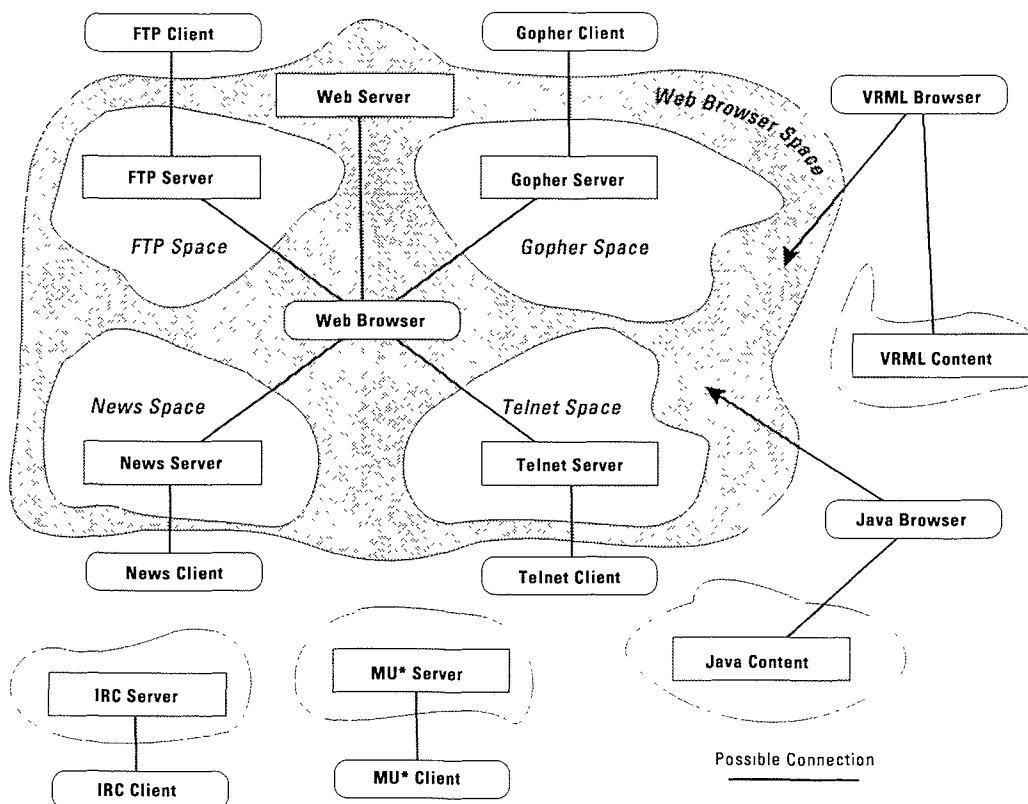 FTP Client
Gopher Client
Web Server
Web Browser Space
VRML Browser
FTP Server
Gopher Server
FTP Space
Gopher Space
Web Browser
VRML Content
News Space
Telnet Space
News Server
Telnet Server
Java Browser
News Client
Telnet Client
Java Content
IRC Server
MU* Server
Possible Connection
IRC Client
MU* Client